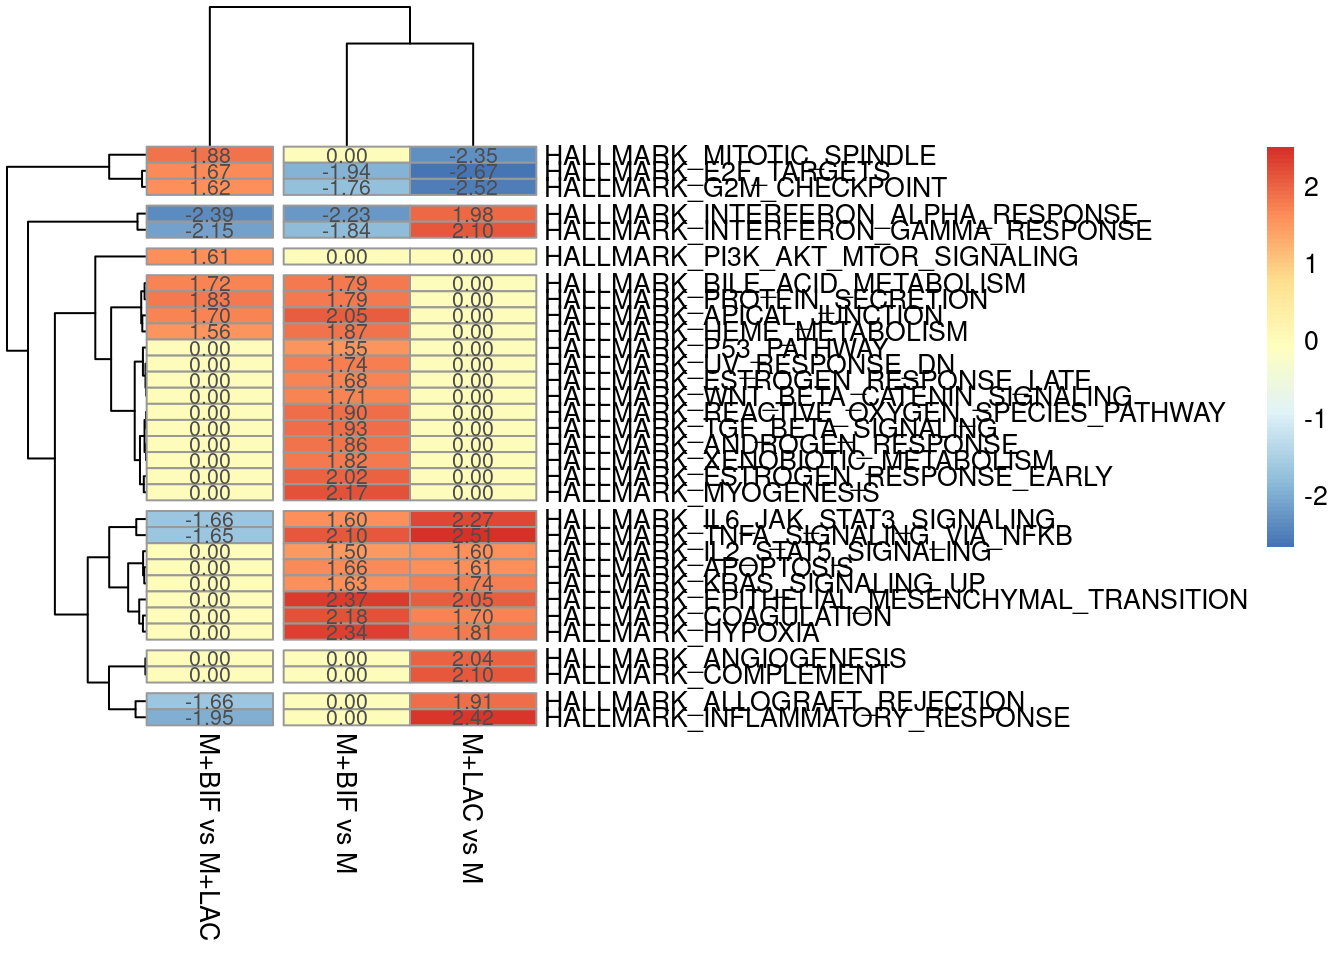 1.88 0.00 -2.35 HALLMARK_MITOTIC_SPINDLE
1.67 -1.94 -2.67 HALLMARK_E2F_TARGETS
1.62 -1.76 -2.52 HALLMARK_G2M_CHECKPOINT
-2.39 -2.23 1.98 HALLMARK_INTERFERON_ALPHA_RESPONSE
-2.15 -1.84 2.10 HALLMARK_INTERFERON_GAMMA_RESPONSE
1.61 0.00 0.00 HALLMARK_PI3K_AKT_MTOR_SIGNALING
1.72 1.79 0.00 HALLMARK_BILE_ACID_METABOLISM
1.83 1.79 0.00 HALLMARK_PROTEIN_SECRETION
1.70 2.05 0.00 HALLMARK_APICAL_JUNCTION
1.56 1.87 0.00 HALLMARK_HEME_METABOLISM
0.00 1.55 0.00 HALLMARK_P53_PATHWAY
0.00 1.74 0.00 HALLMARK_UV_RESPONSE_DN
0.00 1.68 0.00 HALLMARK_ESTROGEN_RESPONSE_LATE
0.00 1.71 0.00 HALLMARK_WNT_BETA_CATENIN_SIGNALING
0.00 1.90 0.00 HALLMARK_REACTIVE_OXYGEN_SPECIES_PATHWAY
0.00 1.93 0.00 HALLMARK_TGF_BETA_SIGNALING
0.00 1.86 0.00 HALLMARK_ANDROGEN_RESPONSE
0.00 1.82 0.00 HALLMARK_XENOBIOTIC_METABOLISM
0.00 2.02 0.00 HALLMARK_ESTROGEN_RESPONSE_EARLY
0.00 2.17 0.00 HALLMARK_MYOGENESIS
-1.66 1.60 2.27 HALLMARK_IL6_JAK_STAT3_SIGNALING
-1.65 2.10 2.51 HALLMARK_TNFA_SIGNALING_VIA_NFKB
0.00 1.50 1.60 HALLMARK_IL2_STAT5_SIGNALING
0.00 1.66 1.61 HALLMARK_APOPTOSIS
0.00 1.63 1.74 HALLMARK_KRAS_SIGNALING_UP
0.00 2.37 2.05 HALLMARK_EPITHELIAL_MESENCHYMAL_TRANSITION
0.00 2.18 1.70 HALLMARK_COAGULATION
0.00 2.34 1.81 HALLMARK_HYPOXIA
0.00 0.00 2.04 HALLMARK_ANGIOGENESIS
0.00 0.00 2.10 HALLMARK_COMPLEMENT
-1.66 0.00 1.91 HALLMARK_ALLOGRAFT_REJECTION
-1.95 0.00 2.42 HALLMARK_INFLAMMATORY_RESPONSE
M+BIF vs M+LAC
M+BIF vs M
M+LAC vs M
2
1
0
-1
-2